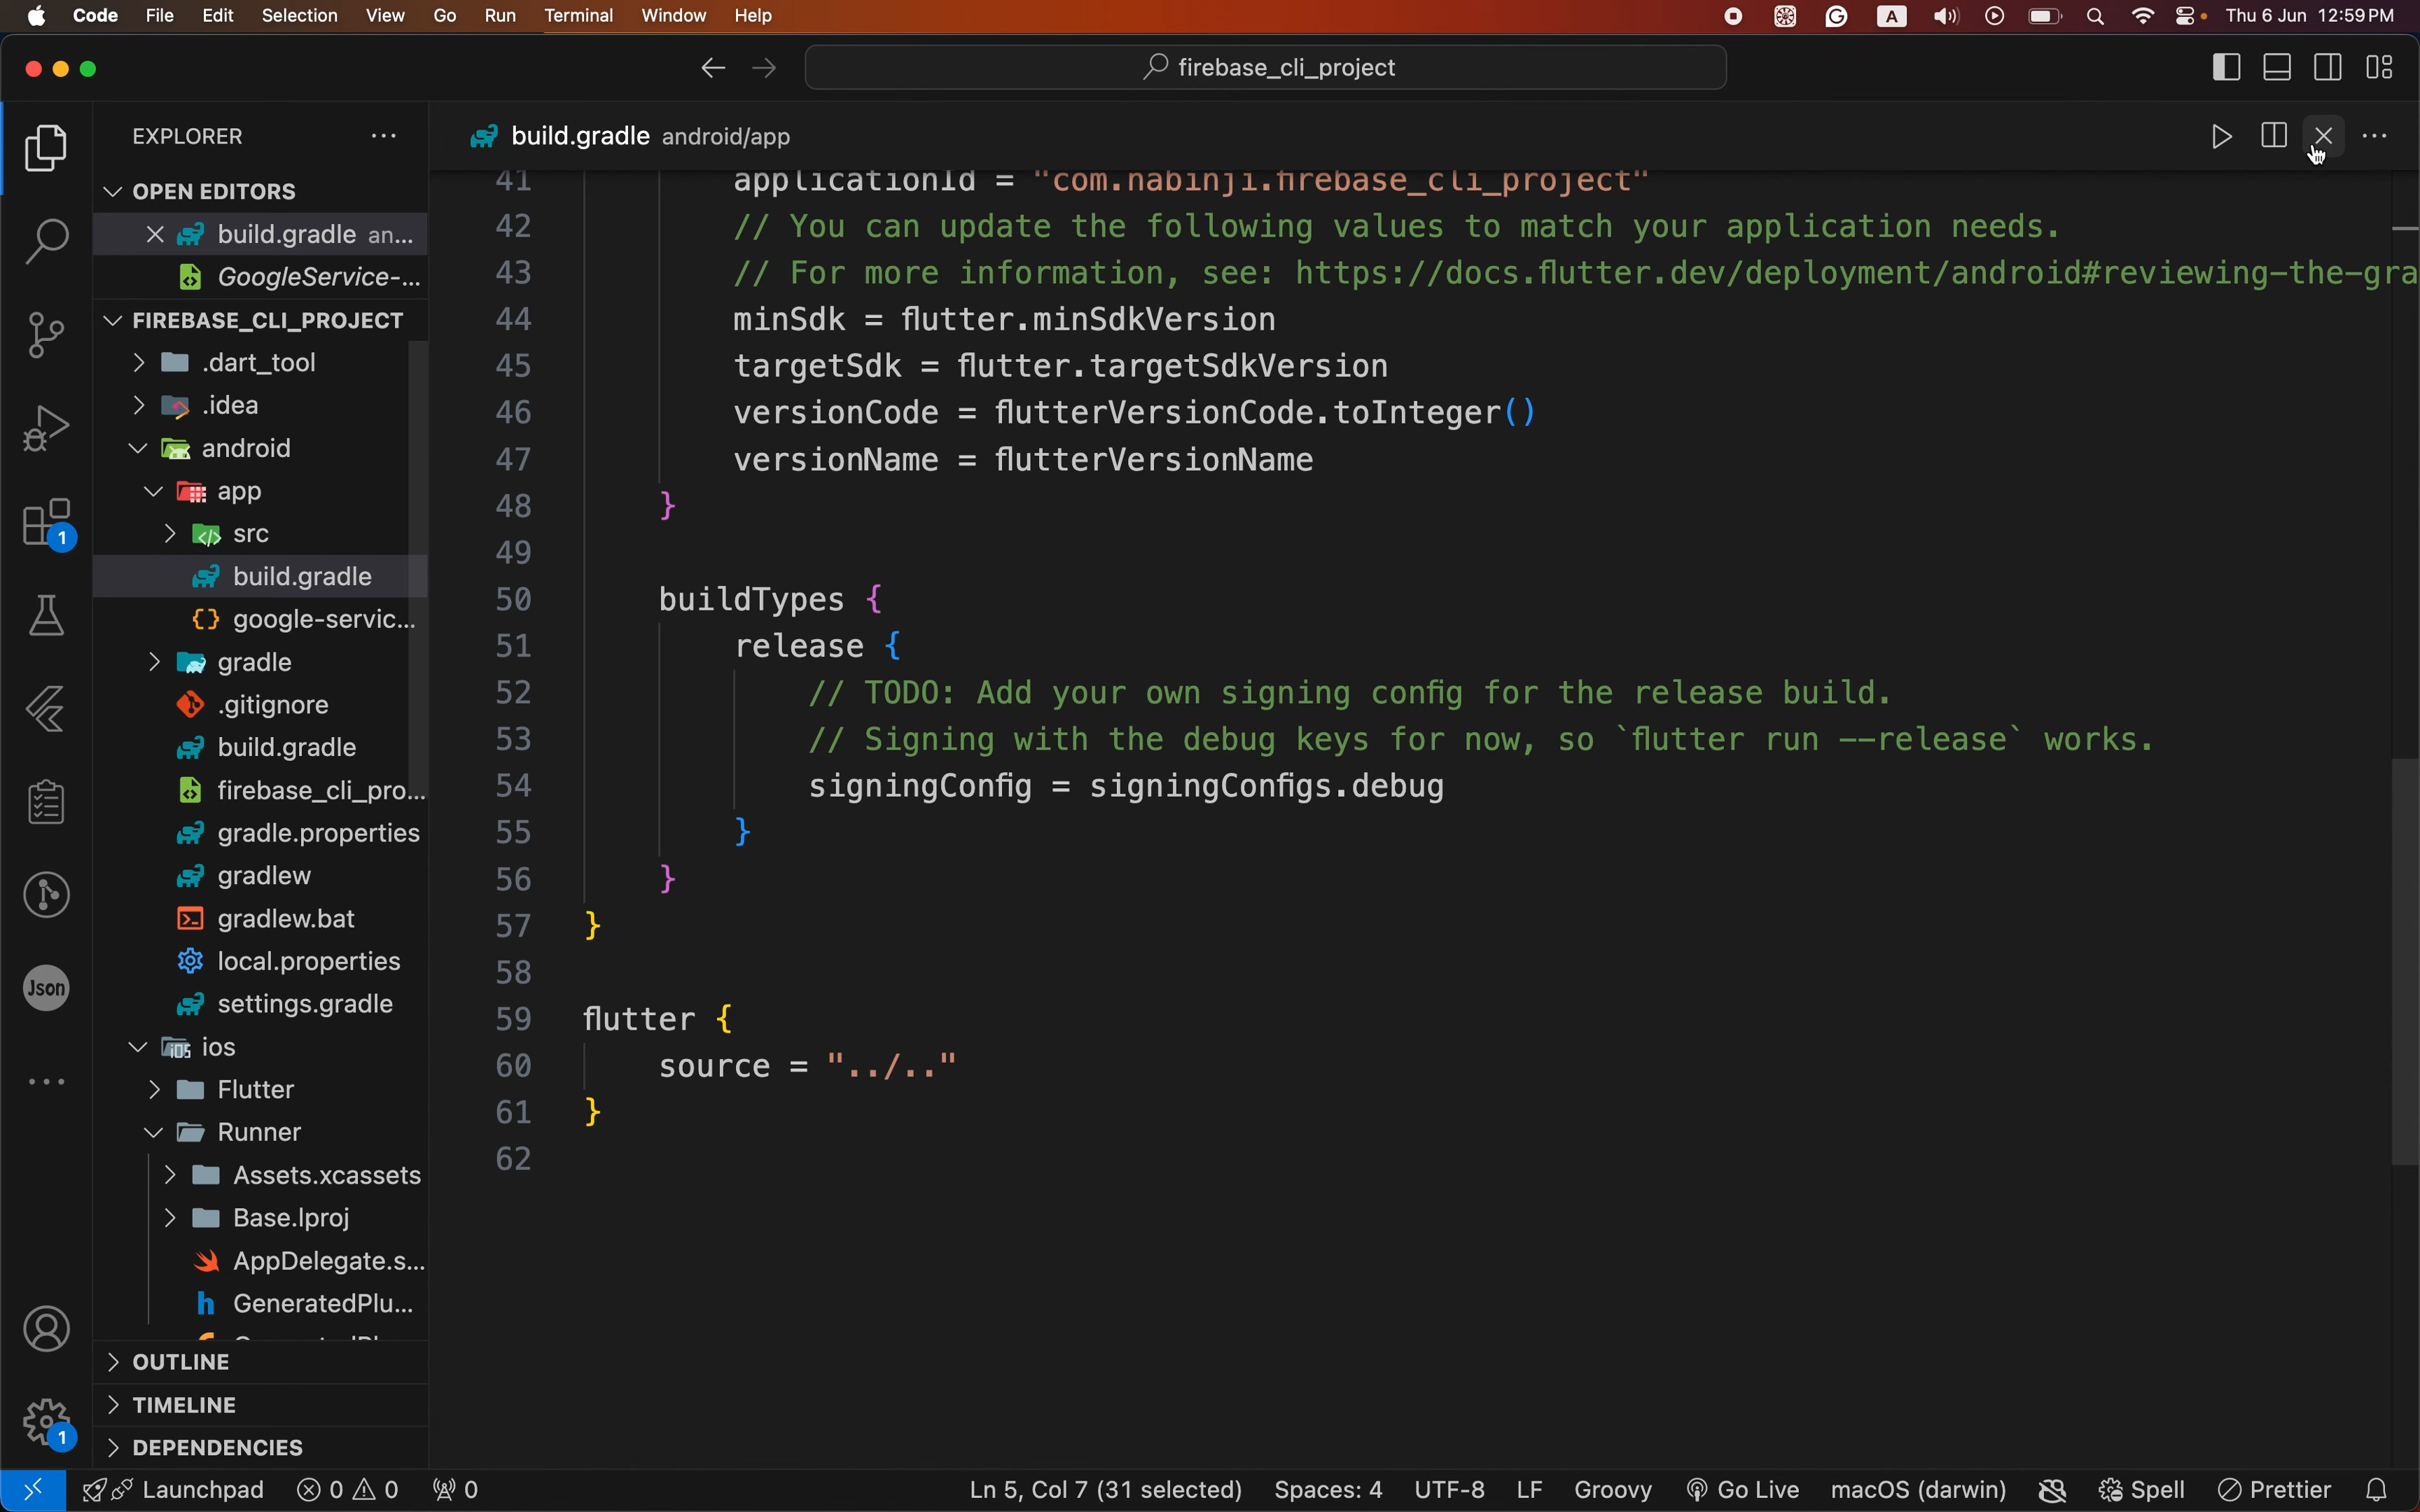 Code File Edit Selection View Go Run Terminal Window Help A Thu 6 Jun 12:59 PM
firebase_cli_project
EXPLORER
build.gradle android/app
OPEN EDITORS
build.gradle an...
GoogleService-...
FIREBASE_CLI_PROJECT
.dart_tool
.idea
android
app
src
build.gradle
google-servic...
gradle
.gitignore
build.gradle
firebase_cli_pro...
gradle.properties
gradlew
gradlew.bat
local.properties
settings.gradle
ios
Flutter
Runner
Assets.xcassets
Base.lproj
AppDelegate.s...
GeneratedPlu...
OUTLINE
TIMELINE
DEPENDENCIES
1
Json
1
41 applicationId = "com.nabinji.firebase_cli_project"
42 // You can update the following values to match your application needs.
43 // For more information, see: https://docs.flutter.dev/deployment/android#reviewing-the-gra
44 minSdk = flutter.minSdkVersion
45 targetSdk = flutter.targetSdkVersion
46 versionCode = flutterVersionCode.toInteger()
47 versionName = flutterVersionName
48 }
49
50 buildTypes {
51 release {
52 // TODO: Add your own signing config for the release build.
53 // Signing with the debug keys for now, so `flutter run --release` works.
54 signingConfig = signingConfigs.debug
55 }
56 }
57 }
58
59 flutter {
60 source = "../.."
61 }
62
Launchpad 0 0 0 Ln 5, Col 7 (31 selected) Spaces: 4 UTF-8 LF Groovy Go Live macOS (darwin) Spell Prettier